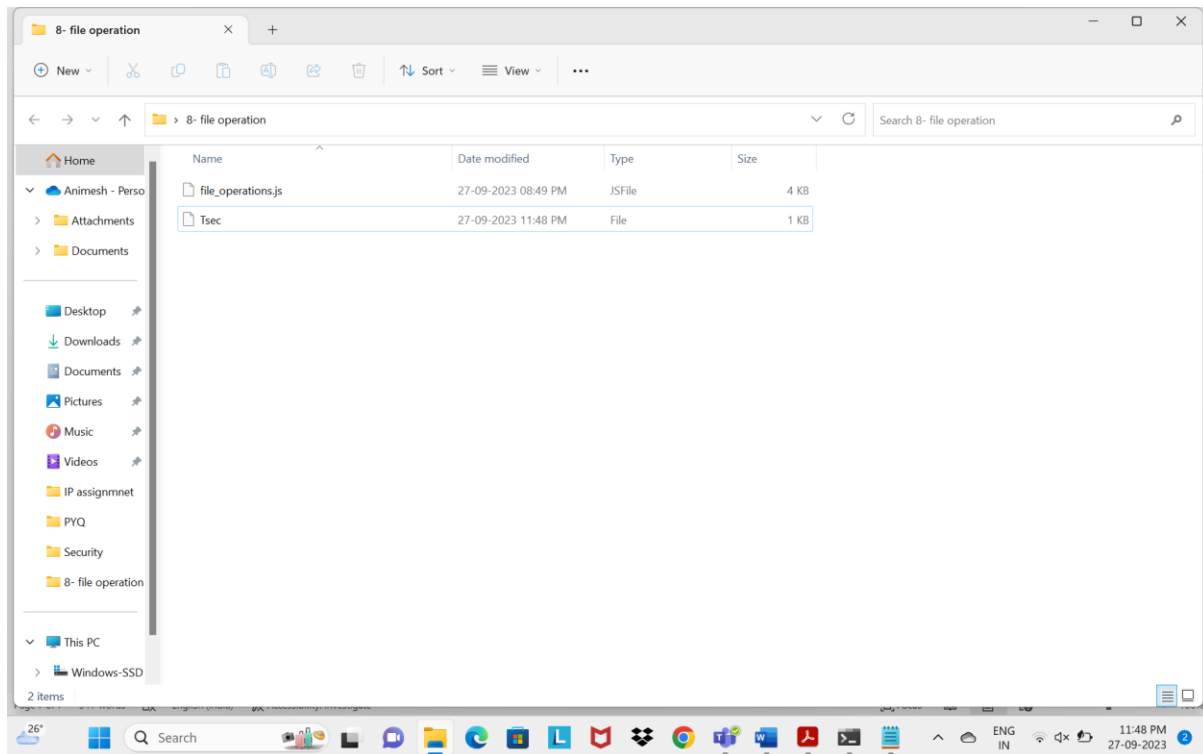 8- file operation
New
Sort
View
8- file operation
Search 8- file operation
Name Date modified Type Size
Home
Animesh - Perso
Attachments
Documents
file_operations.js 27-09-2023 08:49 PM JSFile 4 KB
Tsec 27-09-2023 11:48 PM File 1 KB
Desktop
Downloads
Documents
Pictures
Music
Videos
IP assignmnet
PYQ
Security
8- file operation
This PC
Windows-SSD
2 items
26°
Search
ENG
IN
11:48 PM
27-09-2023
2